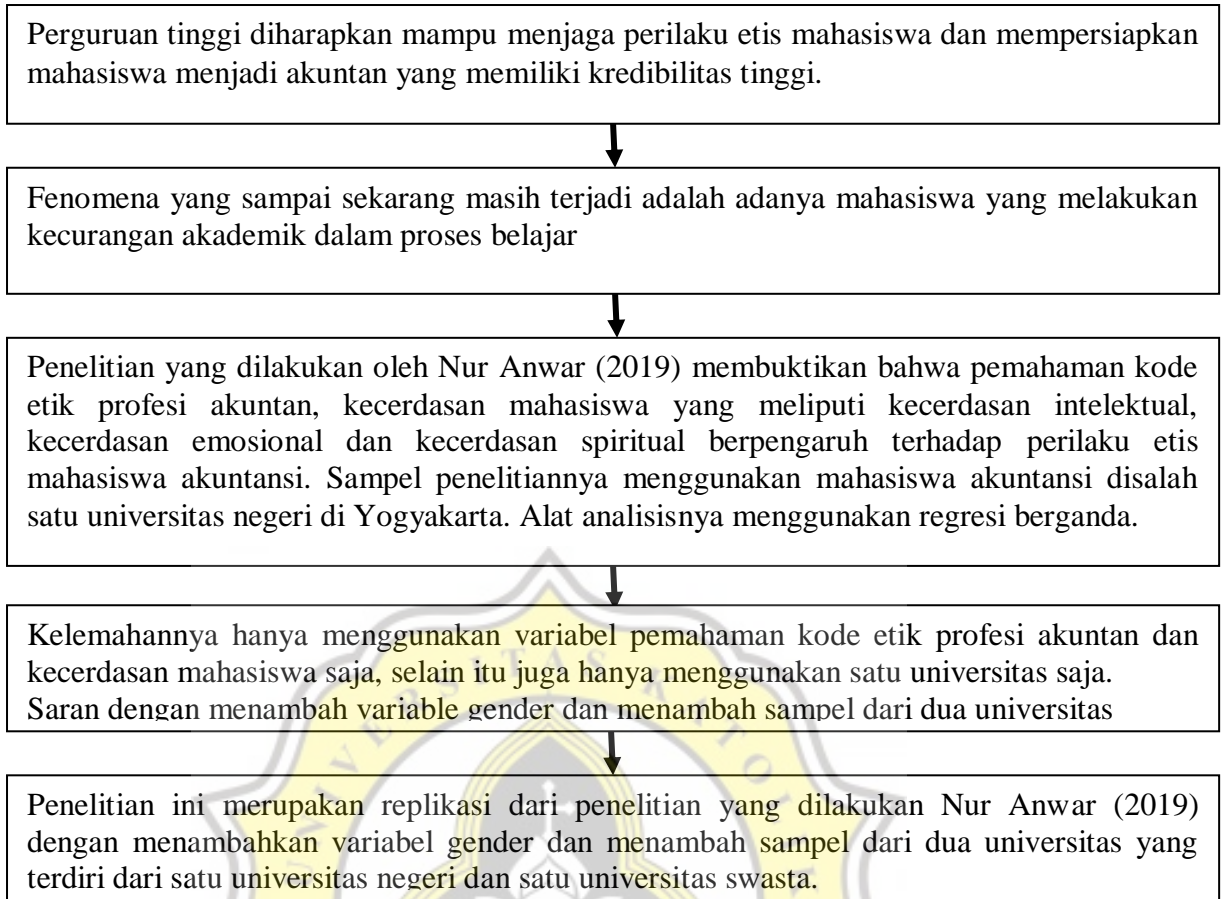 Perguruan tinggi diharapkan mampu menjaga perilaku etis mahasiswa dan mempersiapkan
mahasiswa menjadi akuntan yang memiliki kredibilitas tinggi.
Fenomena yang sampai sekarang masih terjadi adalah adanya mahasiswa yang melakukan
kecurangan akademik dalam proses belajar
Penelitian yang dilakukan oleh Nur Anwar (2019) membuktikan bahwa pemahaman kode
etik profesi akuntan, kecerdasan mahasiswa yang meliputi kecerdasan intelektual,
kecerdasan emosional dan kecerdasan spiritual berpengaruh terhadap perilaku etis
mahasiswa akuntansi. Sampel penelitiannya menggunakan mahasiswa akuntansi disalah
satu universitas negeri di Yogyakarta. Alat analisisnya menggunakan regresi berganda.
Kelemahannya hanya menggunakan variabel pemahaman kode etik profesi akuntan dan
kecerdasan mahasiswa saja, selain itu juga hanya menggunakan satu universitas saja.
Saran dengan menambah variable gender dan menambah sampel dari dua universitas
Penelitian ini merupakan replikasi dari penelitian yang dilakukan Nur Anwar (2019)
dengan menambahkan variabel gender dan menambah sampel dari dua universitas yang
terdiri dari satu universitas negeri dan satu universitas swasta.
UNIVERSITAS KATOLIK